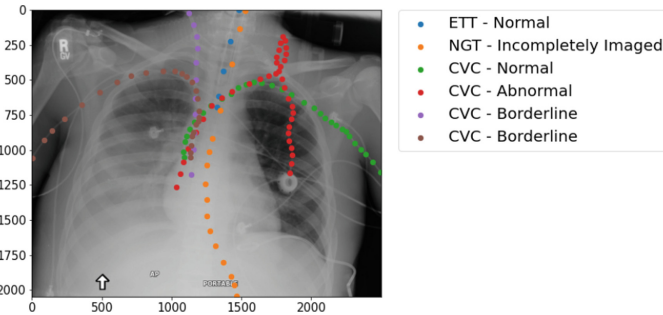 0
250
500
750
1000
1250
1500
1750
2000
0 500 1000 1500 2000
R
AP
PORTABLE
ETT - Normal
NGT - Incompletely Imaged
CVC - Normal
CVC - Abnormal
CVC - Borderline
CVC - Borderline